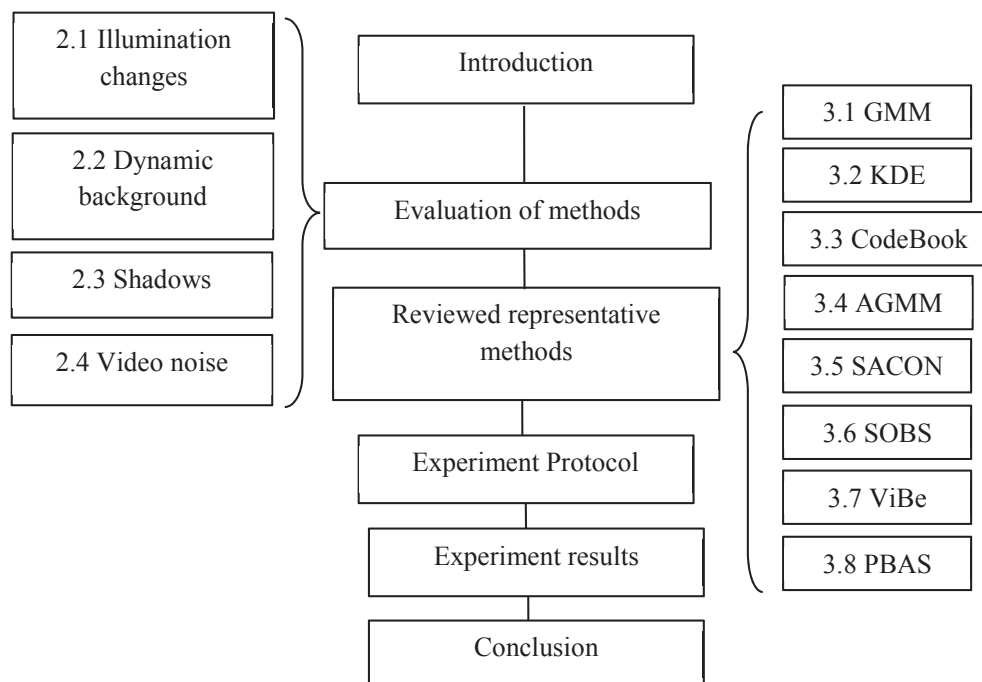 2.1 Illumination
changes
2.2 Dynamic
background
2.3 Shadows
2.4 Video noise
Introduction
Evaluation of methods
Reviewed representative
methods
Experiment Protocol
Experiment results
Conclusion
3.1 GMM
3.2 KDE
3.3 CodeBook
3.4 AGMM
3.5 SACON
3.6 SOBS
3.7 ViBe
3.8 PBAS